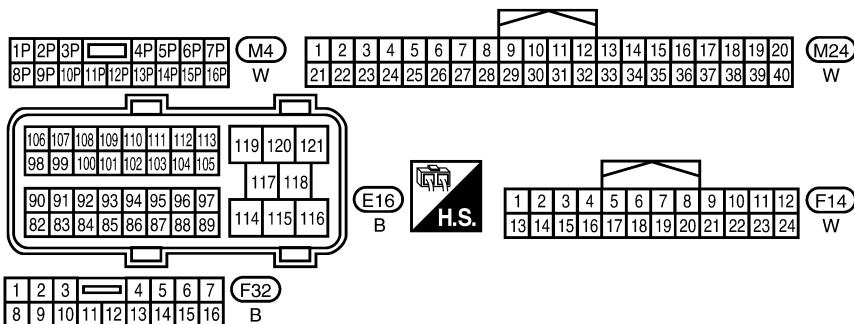 1P 2P 3P 4P 5P 6P 7P
8P 9P 10P 11P 12P 13P 14P 15P 16P
M4
W
1 2 3 4 5 6 7 8 9 10 11 12 13 14 15 16 17 18 19 20
21 22 23 24 25 26 27 28 29 30 31 32 33 34 35 36 37 38 39 40
M24
W
106 107 108 109 110 111 112 113
98 99 100 101 102 103 104 105
90 91 92 93 94 95 96 97
82 83 84 85 86 87 88 89
119 120 121
117 118
114 115 116
E16
B
H.S.
1 2 3 4 5 6 7 8 9 10 11 12
13 14 15 16 17 18 19 20 21 22 23 24
F14
W
1 2 3 4 5 6 7
8 9 10 11 12 13 14 15 16
F32
B